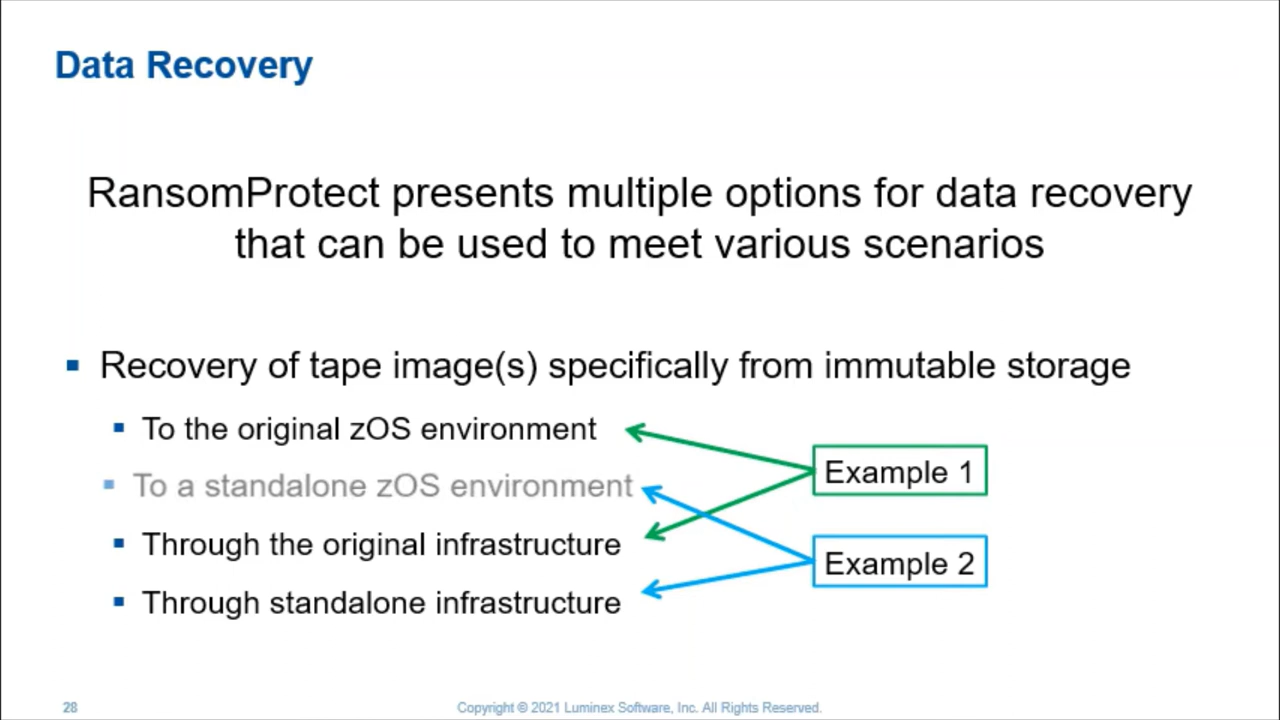 Data Recovery
RansomProtect presents multiple options for data recovery
that can be used to meet various scenarios
Recovery of tape image(s) specifically from immutable storage
To the original zOS environment
To a standalone zOS environment
Through the original infrastructure
Through standalone infrastructure
Example 1
Example 2
28
Copyright © 2021 Luminex Software, Inc. All Rights Reserved.